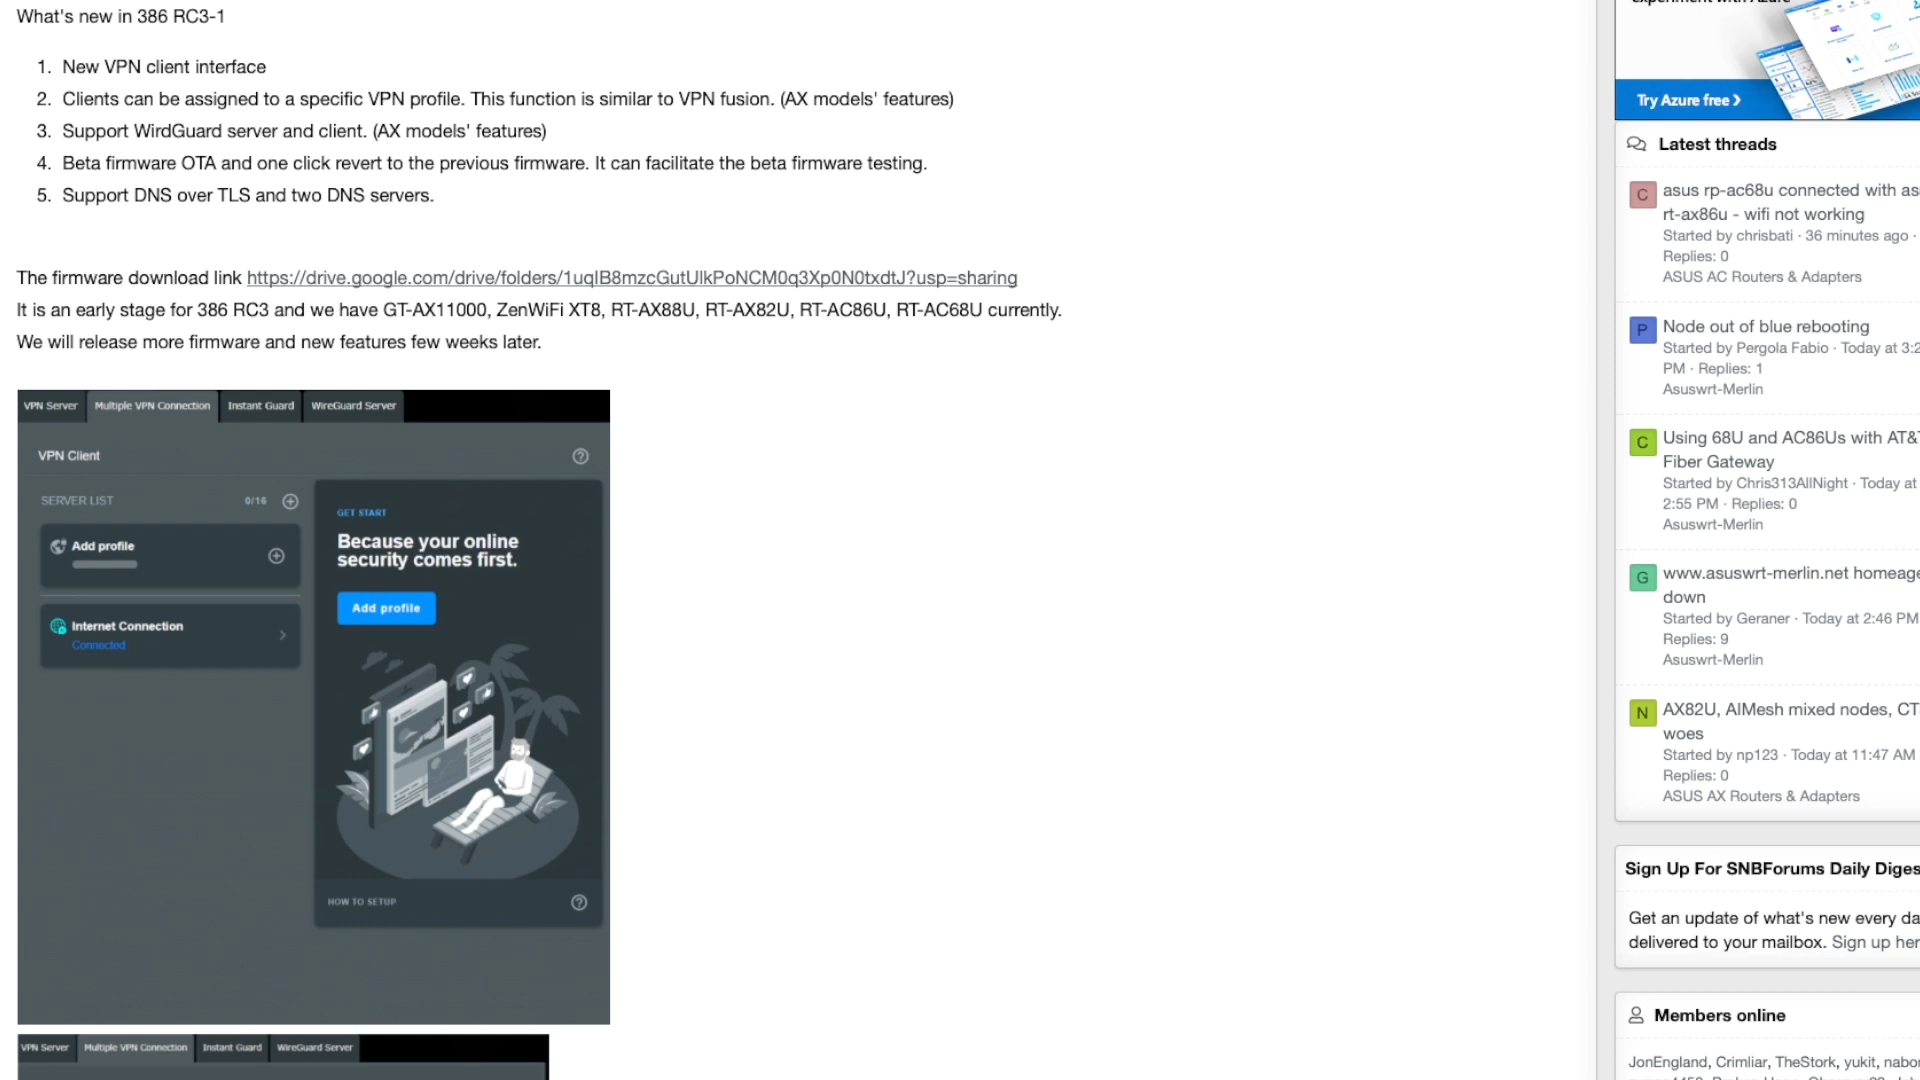 What's new in 386 RC3-1
1. New VPN client interface
2. Clients can be assigned to a specific VPN profile. This function is similar to VPN fusion. (AX models' features)
3. Support WirdGuard server and client. (AX models' features)
4. Beta firmware OTA and one click revert to the previous firmware. It can facilitate the beta firmware testing.
5. Support DNS over TLS and two DNS servers.
The firmware download link https://drive.google.com/drive/folders/1uqlB8mzcGutUlkPoNCM0q3Xp0N0txdtJ?usp=sharing
It is an early stage for 386 RC3 and we have GT-AX11000, ZenWiFi XT8, RT-AX88U, RT-AX82U, RT-AC86U, RT-AC68U currently.
We will release more firmware and new features few weeks later.
VPN Server Multiple VPN Connection Instant Guard WireGuard Server
VPN Client
SERVER LIST 0/16
Add profile
Internet Connection
Connected
GET START
Because your online
security comes first.
Add profile
HOW TO SETUP
VPN Server Multiple VPN Connection Instant Guard WireGuard Server
experiment with Azure
Try Azure free
Latest threads
C asus rp-ac68u connected with as
rt-ax86u - wifi not working
Started by chrisbati · 36 minutes ago ·
Replies: 0
ASUS AC Routers & Adapters
P Node out of blue rebooting
Started by Pergola Fabio · Today at 3:2
PM · Replies: 1
Asuswrt-Merlin
C Using 68U and AC86Us with AT&T
Fiber Gateway
Started by Chris313AllNight · Today at
2:55 PM · Replies: 0
Asuswrt-Merlin
G www.asuswrt-merlin.net homeage
down
Started by Geraner · Today at 2:46 PM
Replies: 9
Asuswrt-Merlin
N AX82U, AIMesh mixed nodes, CT
woes
Started by np123 · Today at 11:47 AM
Replies: 0
ASUS AX Routers & Adapters
Sign Up For SNBForums Daily Diges
Get an update of what's new every da
delivered to your mailbox. Sign up her
Members online
JonEngland, Crimliar, TheStork, yukit, nabor